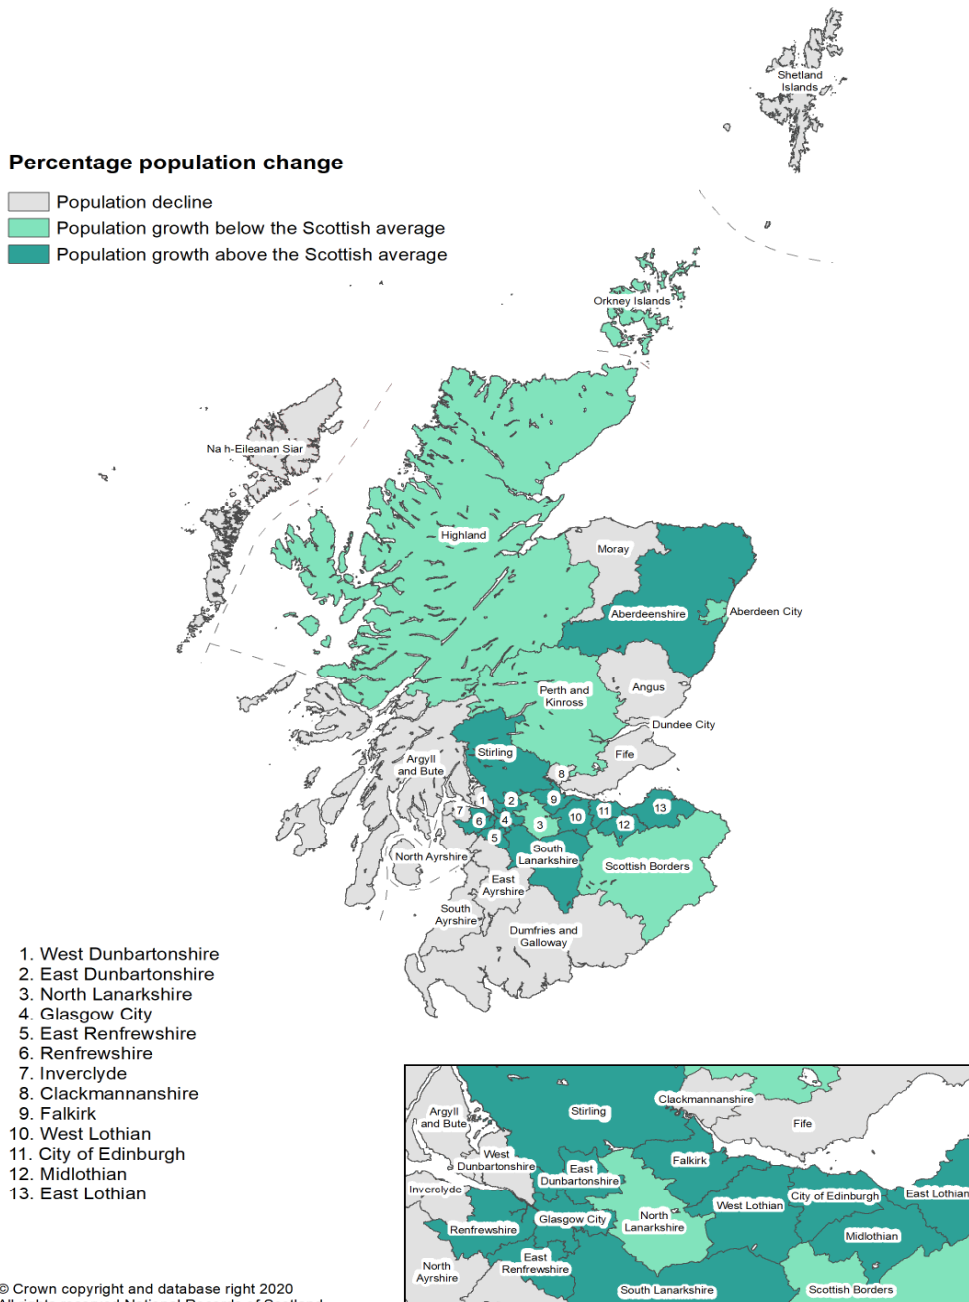 Shetland
Islands
Percentage population change
Population decline
Population growth below the Scottish average
Population growth above the Scottish average
Orkney Islands
Na h-Eileanan Siar
Highland
Moray
Aberdeenshire
Aberdeen City
Perth and
Kinross
Angus
Dundee City
Stirling
Fife
Argyll
and Bute
8
1
2
9
7
6
4
3
10
11
12
13
5
North Ayrshire
South
Lanarkshire
Scottish Borders
East
Ayrshire
South
Ayrshire
Dumfries and
Galloway
1. West Dunbartonshire
2. East Dunbartonshire
3. North Lanarkshire
4. Glasgow City
5. East Renfrewshire
6. Renfrewshire
7. Inverclyde
8. Clackmannanshire
9. Falkirk
10. West Lothian
11. City of Edinburgh
12. Midlothian
13. East Lothian
Clackmannanshire
Argyll
and Bute
Stirling
Fife
West
Dunbartonshire
East
Dunbartonshire
Falkirk
Inverclyde
City of Edinburgh
East Lothian
West Lothian
Renfrewshire
Glasgow City
North
Lanarkshire
Midlothian
North
Ayrshire
East
Renfrewshire
South Lanarkshire
Scottish Borders
© Crown copyright and database right 2020